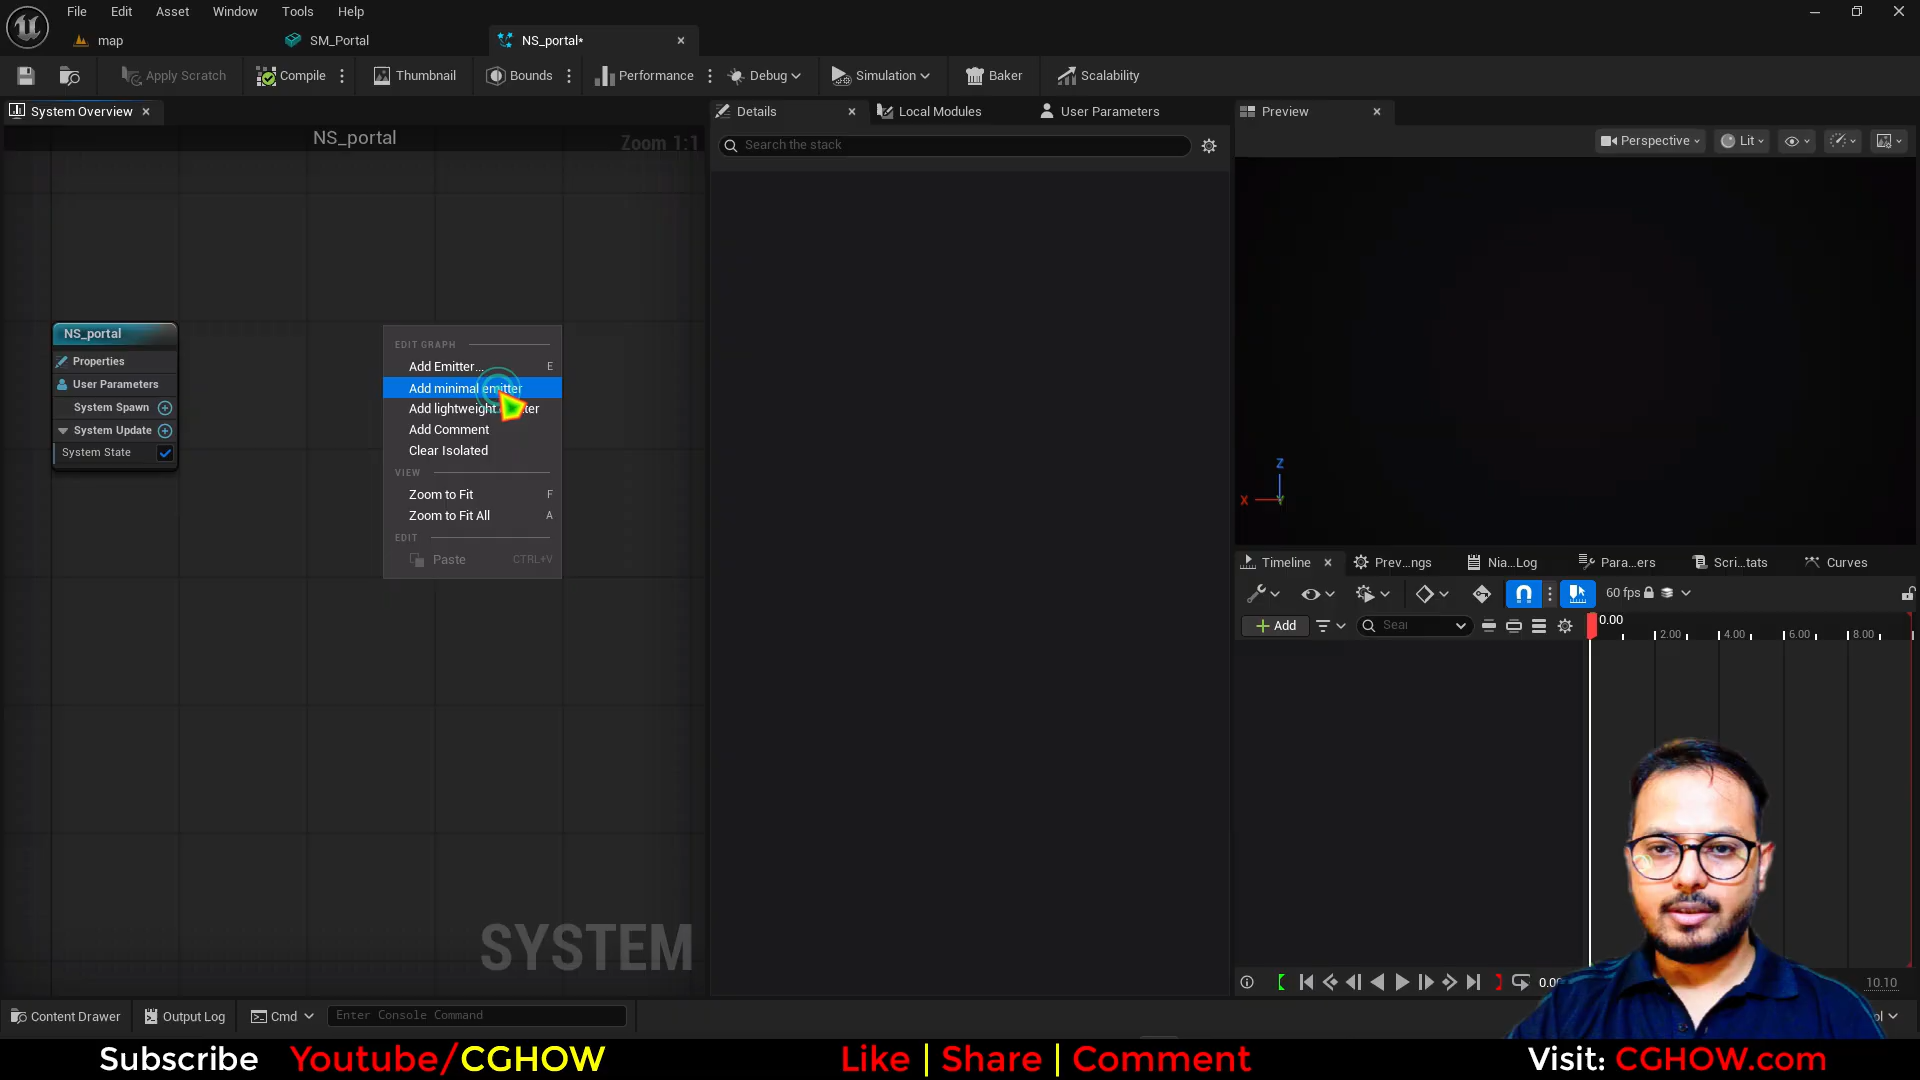 File Edit Asset Window Tools Help
map SM_Portal NS_portal*
Apply Scratch Compile Thumbnail Bounds Performance Debug Simulation Baker Scalability
System Overview Details Local Modules User Parameters Preview
NS_portal Zoom 1:1
Search the stack
Perspective Lit
NS_portal
Properties
User Parameters
System Spawn
System Update
System State
EDIT GRAPH
Add Emitter... E
Add minimal emitter
Add lightweight
Add Comment
Clear Isolated
VIEW
Zoom to Fit F
Zoom to Fit All A
EDIT
Paste CTRL+V
SYSTEM
Z
X
Timeline Prev...ngs Nia...Log Para...ers Scri...tats Curves
60 fps
Add Sear 0.00
2.00 4.00 6.00 8.00
10.10
Content Drawer Output Log Cmd Enter Console Command
Subscribe Youtube/CGHOW Like | Share | Comment Visit: CGHOW.com